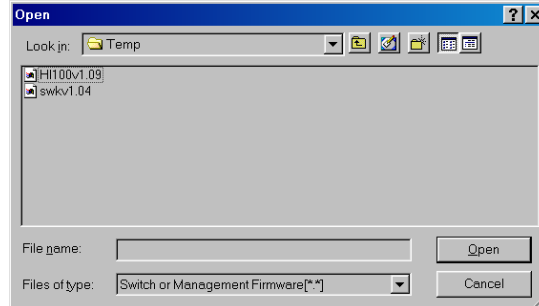 Open
Look in: Temp
HI100v1.09
swkv1.04
File name: Open
Files of type: Switch or Management Firmware[*.*] Cancel